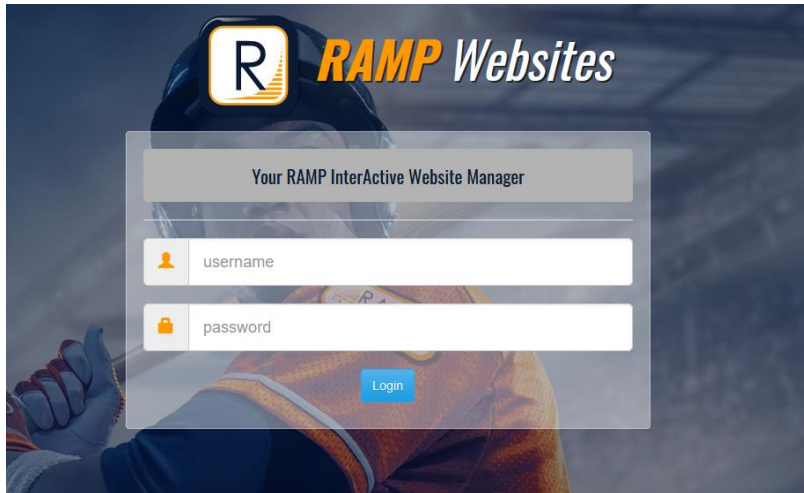 R
RAMP Websites
Your RAMP InterActive Website Manager
username
password
Login